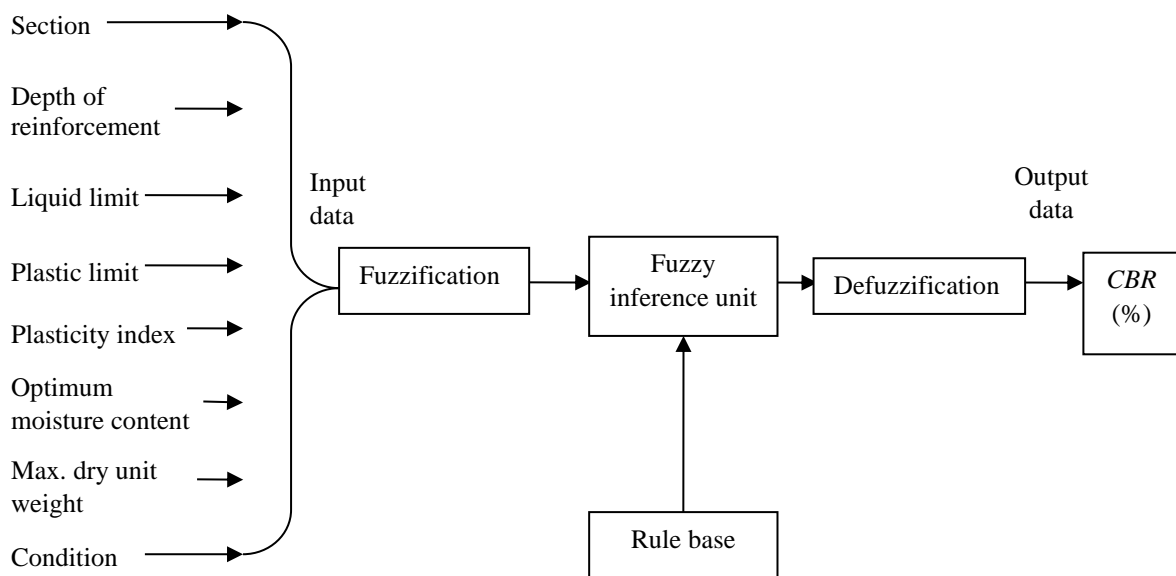 Section
Depth of
reinforcement
Liquid limit
Plastic limit
Plasticity index
Optimum
moisture content
Max. dry unit
weight
Condition
Input
data
Fuzzification
Fuzzy
inference unit
Rule base
Defuzzification
Output
data
CBR
(%)